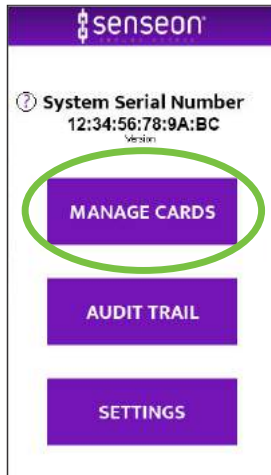 senseon
? System Serial Number
12:34:56:78:9A:BC
Version
MANAGE CARDS
AUDIT TRAIL
SETTINGS